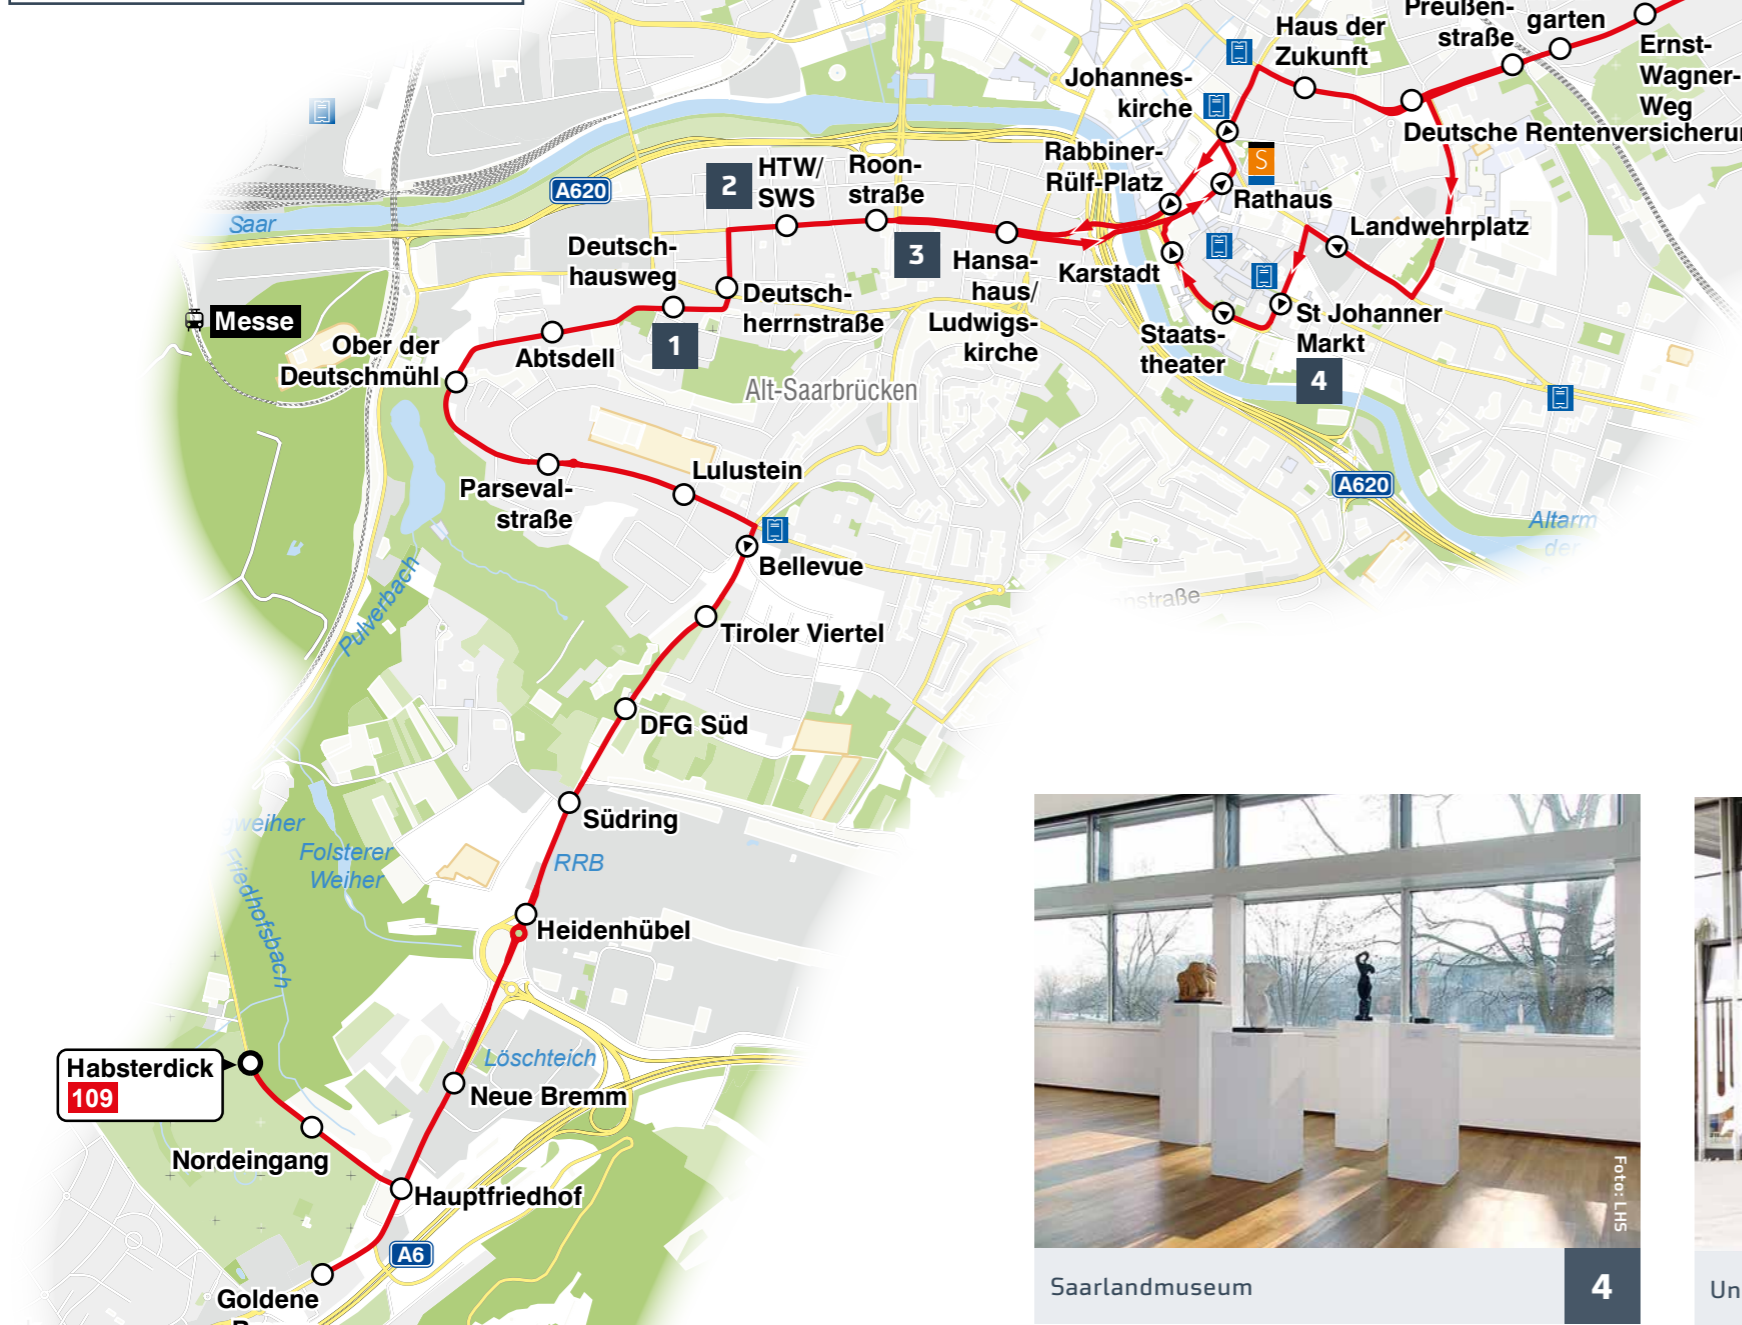 Preußen-
straße
garten
Ernst-
Wagner-
Weg
Haus der
Zukunft
Deutsche
Johannes-
kirche
Rabbiner-
Rülf-Platz
S
Rathaus
Landwehrplatz
St Johanner
Markt
4
Staats-
theater
Karstadt
Hansa-
haus/
Ludwigs-
kirche
3
Roon-
straße
2
HTW/
SWS
A620
Saar
Deutsch-
hausweg
Deutsch-
herrnstraße
1
Abtsdell
Messe
Ober der
Deutschmühl
Alt-Saarbrücken
Parseval-
straße
Lulustein
Bellevue
A620
Altarm
der
Pulverbach
Tiroler Viertel
DFG Süd
Südring
RRB
Folsterer
Weiher
Friedhofsbach
Heidenhübel
Löschteich
Neue Bremm
Habsterdick
109
Nordeingang
Hauptfriedhof
A6
Goldene
Foto: LHS
Saarlandmuseum
4